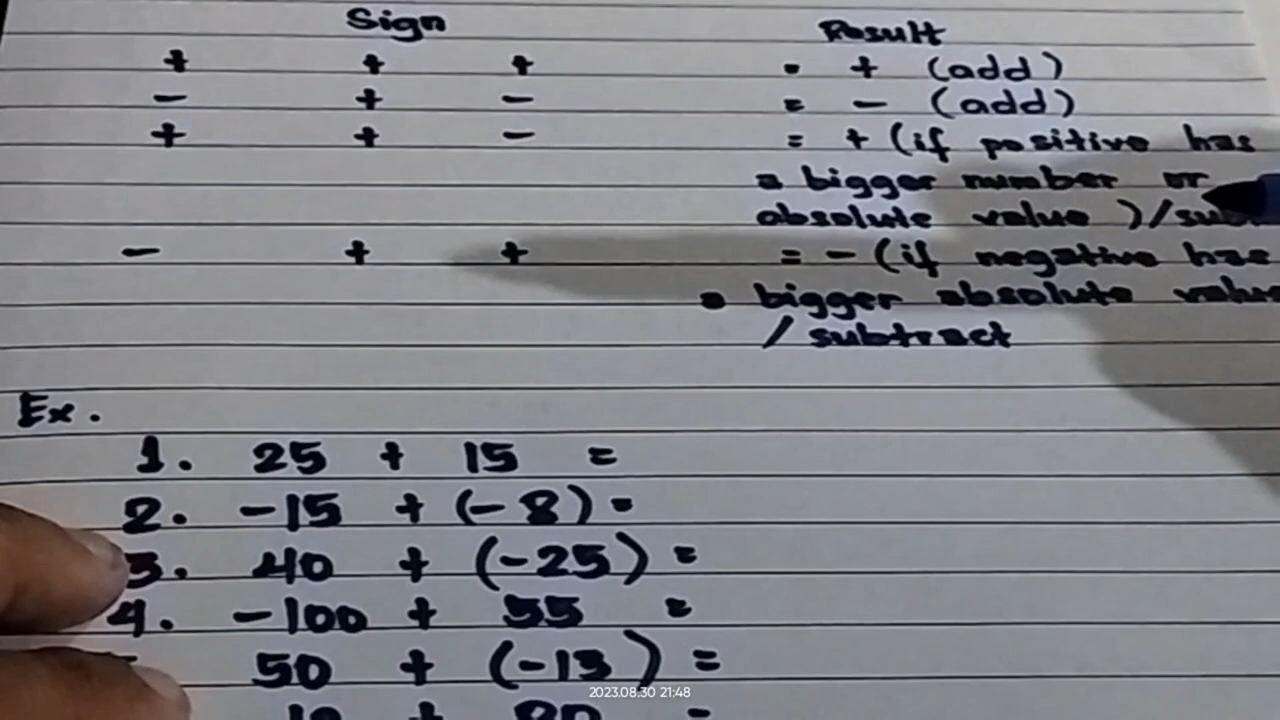 Sign Result
+ + + = + (add)
- + - = - (add)
+ + - = + (if positive has
a bigger number or
absolute value)/sub
- + + = - (if negative has
a bigger absolute value
/ subtract
Ex.
1. 25 + 15 =
2. -15 + (-8) =
3. 40 + (-25) =
4. -100 + 55 =
50 + (-13) =
2023.08.30 21:48